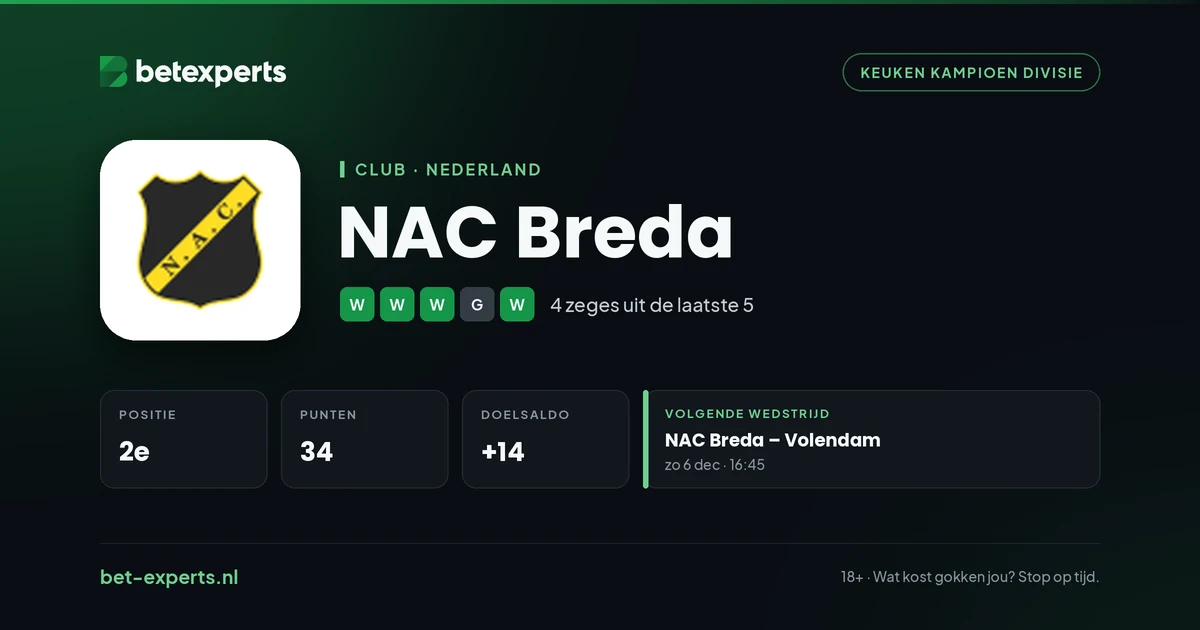 betexperts
KEUKEN KAMPIOEN DIVISIE
N.A.C.
CLUB · NEDERLAND
NAC Breda
W W W G W 4 zeges uit de laatste 5
POSITIE
2e
PUNTEN
34
DOELSALDO
+14
VOLGENDE WEDSTRIJD
NAC Breda – Volendam
zo 6 dec · 16:45
bet-experts.nl
18+ · Wat kost gokken jou? Stop op tijd.